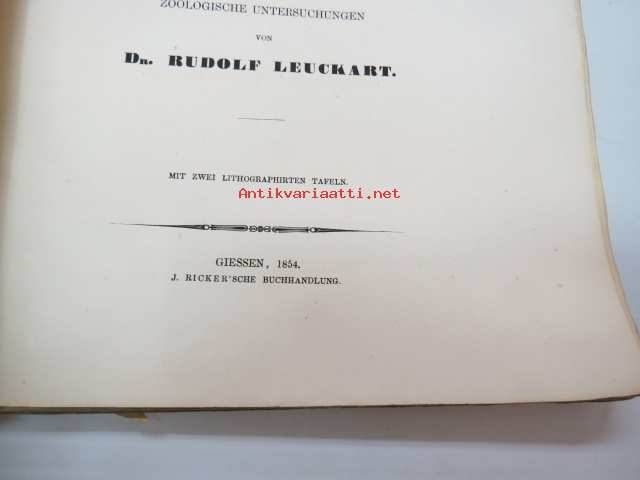 ZOOLOGISCHE UNTERSUCHUNGEN
VON
DR. RUDOLF LEUCKART.
MIT ZWEI LITHOGRAPHIRTEN TAFELN.
Antikvariaatti.net
GIESSEN, 1854.
J. RICKER'SCHE BUCHHANDLUNG.